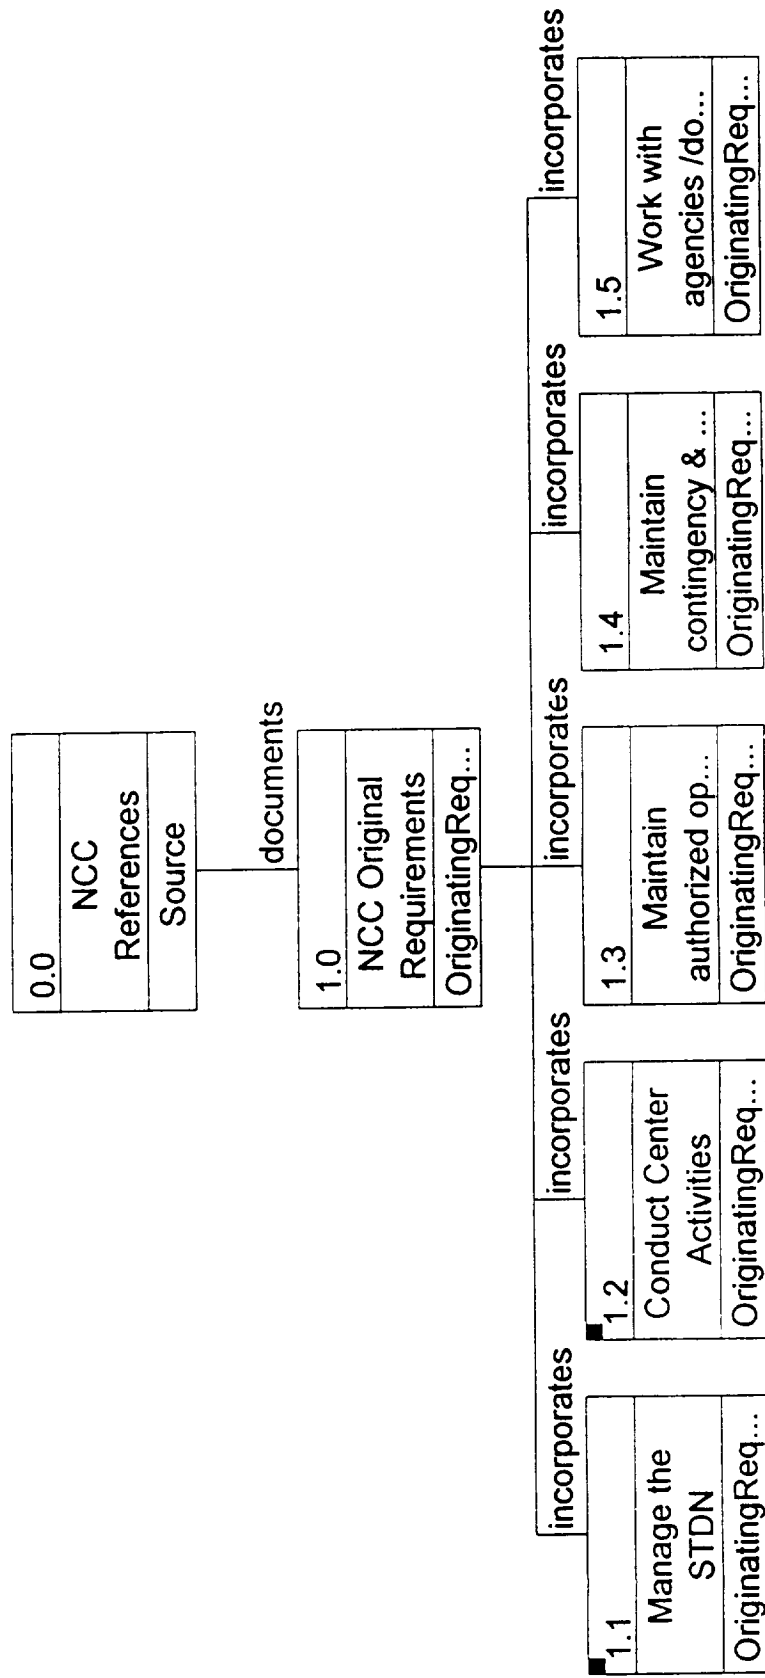 0.0
NCC
References
Source
documents
1.0
NCC Original
Requirements
OriginatingReq...
incorporates
incorporates
incorporates
incorporates
incorporates
1.1
Manage the
STDN
OriginatingReq...
1.2
Conduct Center
Activities
OriginatingReq...
1.3
Maintain
authorized op...
OriginatingReq...
1.4
Maintain
contingency & ...
OriginatingReq...
1.5
Work with
agencies /do...
OriginatingReq...